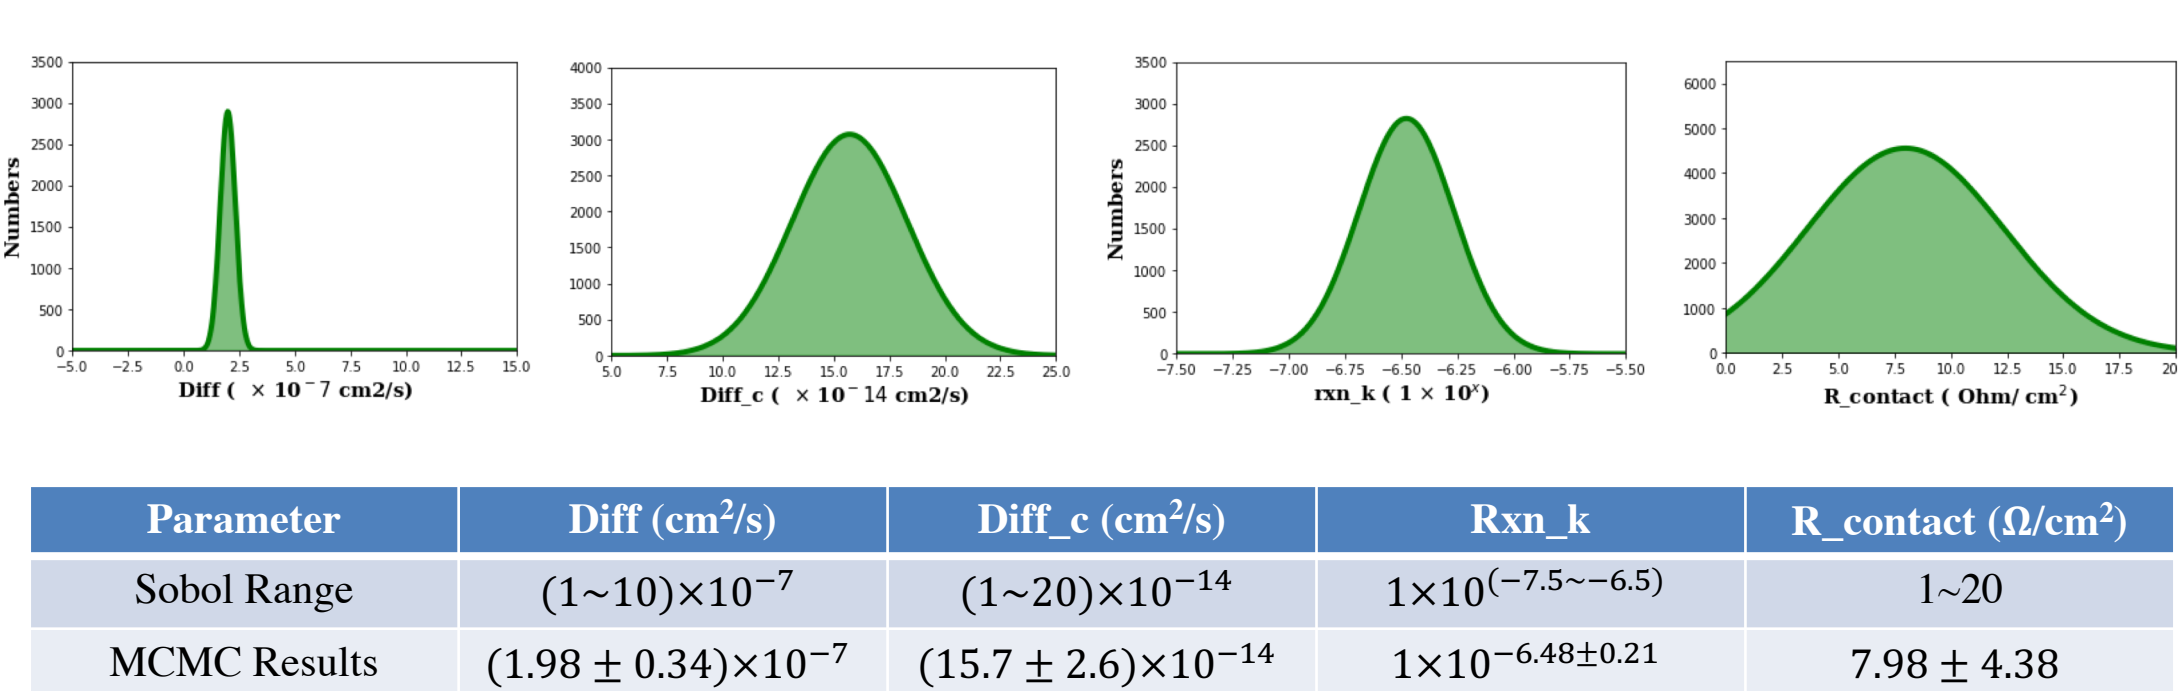 3500
3000
2500
2000
1500
1000
500
0
−5.0 −2.5 0.0 2.5 5.0 7.5 10.0 12.5 15.0
Numbers
Diff ( × 10⁻7 cm2/s)
4000
3500
3000
2500
2000
1500
1000
500
0
5.0 7.5 10.0 12.5 15.0 17.5 20.0 22.5 25.0
Diff_c ( × 10⁻14 cm2/s)
3500
3000
2500
2000
1500
1000
500
0
−7.50 −7.25 −7.00 −6.75 −6.50 −6.25 −6.00 −5.75 −5.50
Numbers
rxn_k ( 1 × 10ˣ)
6000
5000
4000
3000
2000
1000
0
0.0 2.5 5.0 7.5 10.0 12.5 15.0 17.5 20
R_contact ( Ohm/ cm²)
Parameter Diff (cm²/s) Diff_c (cm²/s) Rxn_k R_contact (Ω/cm²)
Sobol Range (1~10)×10⁻⁷ (1~20)×10⁻¹⁴ 1×10^(−7.5~−6.5) 1~20
MCMC Results (1.98 ± 0.34)×10⁻⁷ (15.7 ± 2.6)×10⁻¹⁴ 1×10^−6.48±0.21 7.98 ± 4.38